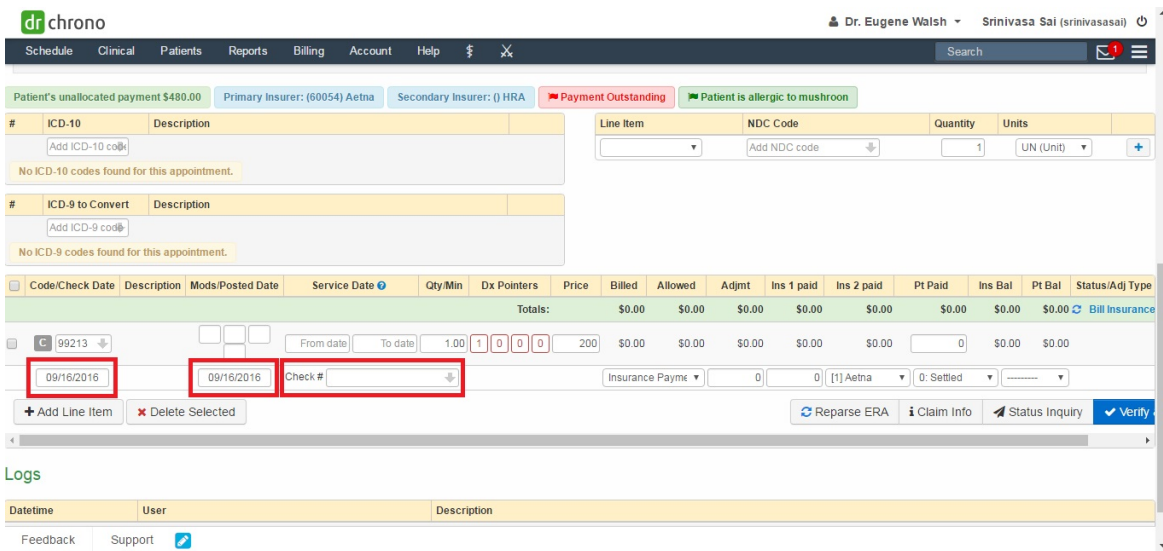 dr chrono
Dr. Eugene Walsh Srinivasa Sai (srinivasasai)
Schedule Clinical Patients Reports Billing Account Help Search 1
Patient's unallocated payment $480.00 Primary Insurer: (60054) Aetna Secondary Insurer: () HRA Payment Outstanding Patient is allergic to mushroon
# ICD-10 Description Line Item NDC Code Quantity Units
Add ICD-10 code Add NDC code 1 UN (Unit) +
No ICD-10 codes found for this appointment.
# ICD-9 to Convert Description
Add ICD-9 code
No ICD-9 codes found for this appointment.
Code/Check Date Description Mods/Posted Date Service Date Qty/Min Dx Pointers Price Billed Allowed Adjmt Ins 1 paid Ins 2 paid Pt Paid Ins Bal Pt Bal Status/Adj Type
Totals: $0.00 $0.00 $0.00 $0.00 $0.00 $0.00 $0.00 $0.00 Bill Insurance
C 99213 From date To date 1.00 1 0 0 0 200 $0.00 $0.00 $0.00 $0.00 $0.00 0 $0.00 $0.00
09/16/2016 09/16/2016 Check # Insurance Payme 0 0 [1] Aetna 0: Settled ---------
+ Add Line Item × Delete Selected Reparse ERA i Claim Info Status Inquiry Verify
Logs
Datetime User Description
Feedback Support